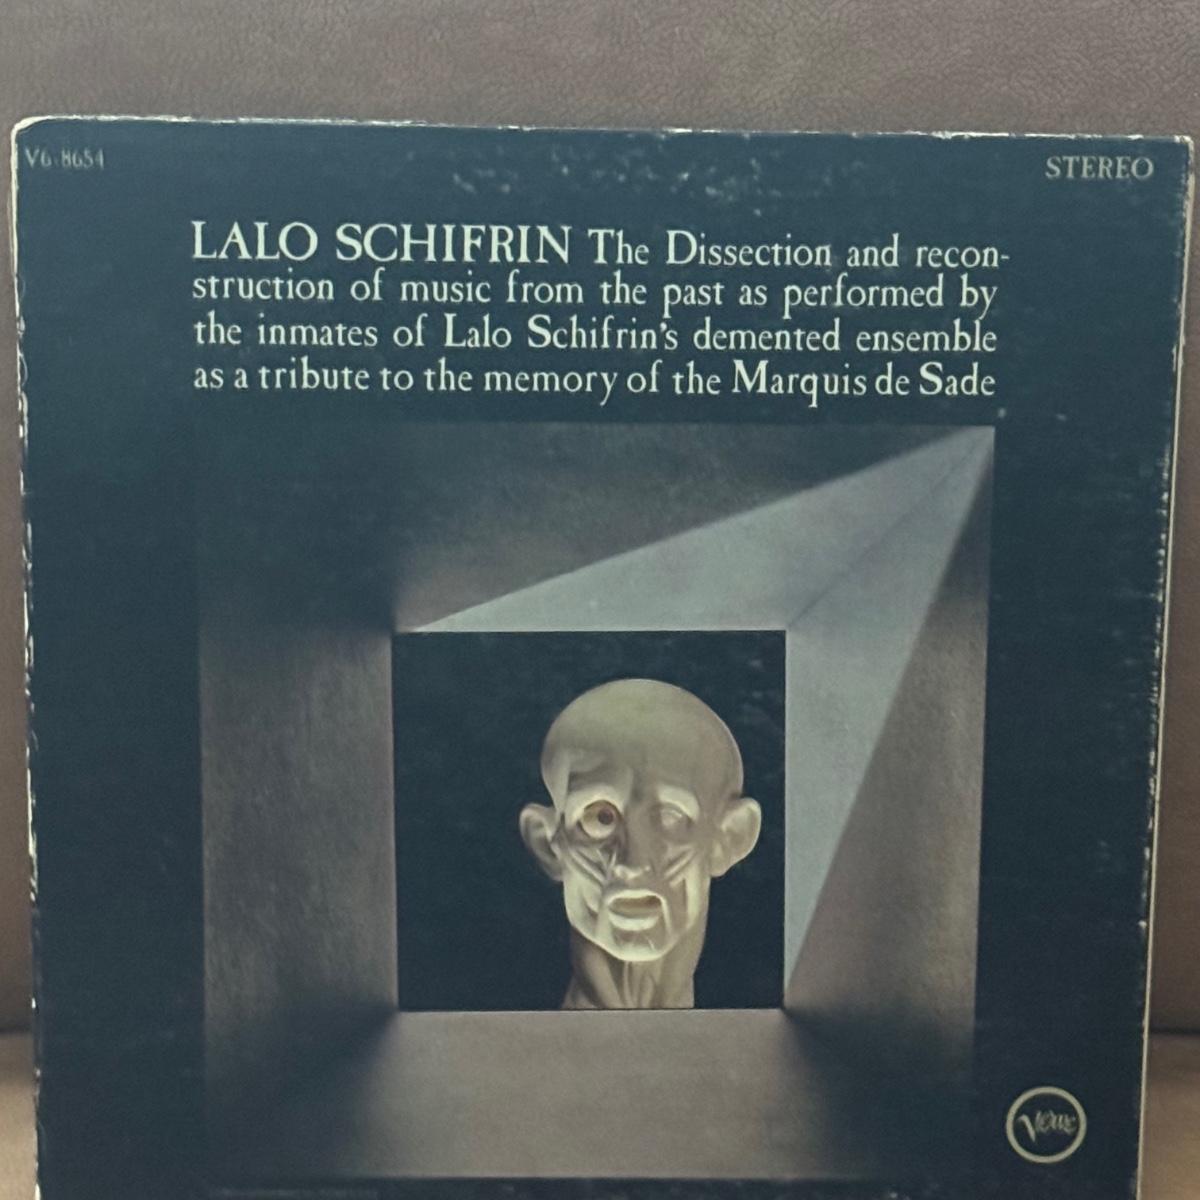 V6-8654
STEREO
LALO SCHIFRIN The Dissection and recon-
struction of music from the past as performed by
the inmates of Lalo Schifrin's demented ensemble
as a tribute to the memory of the Marquis de Sade
Verve